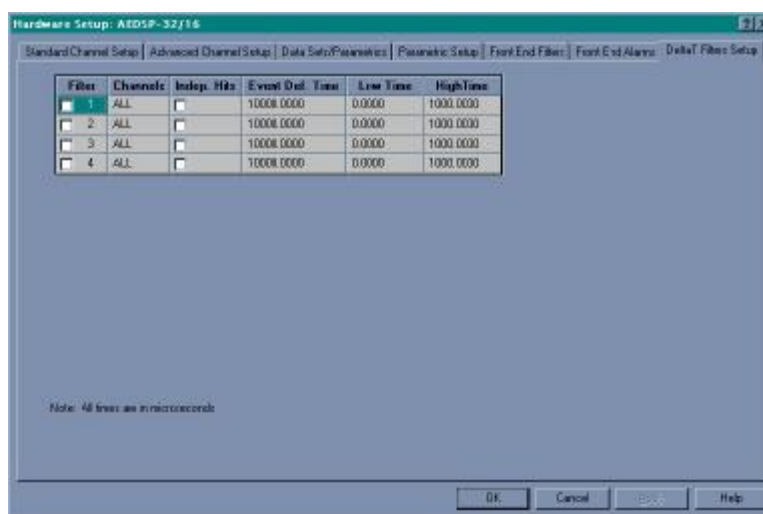 Hardware Setup: AEDSP-32/16
Standard Channel Setup Advanced Channel Setup Data Sets/Parametrics Parametric Setup Front End Filters Front End Alarms DeltaT Filters Setup
Filter Channels Indep. Hits Event Def. Time Low Time HighTime
1 ALL 10000.0000 0.0000 1000.0000
2 ALL 10000.0000 0.0000 1000.0000
3 ALL 10000.0000 0.0000 1000.0000
4 ALL 10000.0000 0.0000 1000.0000
Note: All times are in microseconds
OK Cancel Help